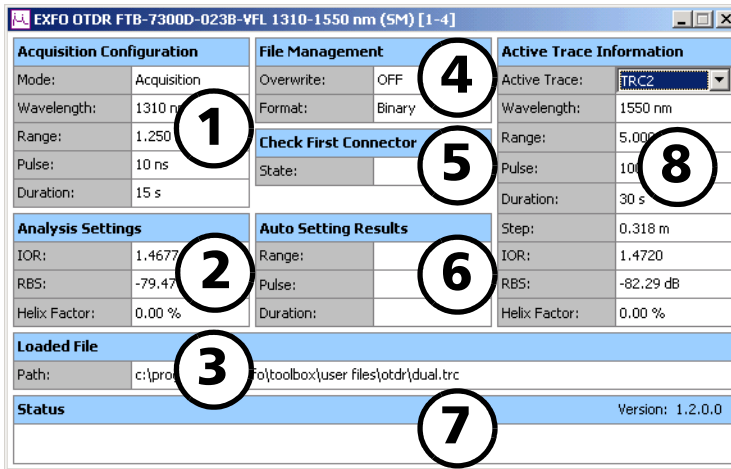 EXFO OTDR FTB-7300D-023B-VFL 1310-1550 nm (SM) [1-4]
Acquisition Configuration
Mode: Acquisition
Wavelength: 1310
Range: 1.250
Pulse: 10 ns
Duration: 15 s
1
Analysis Settings
IOR: 1.4677
RBS: -79.47
Helix Factor: 0.00 %
2
File Management
Overwrite: OFF
Format: Binary
4
Check First Connector
State:
5
Auto Setting Results
Range:
Pulse:
Duration:
6
Active Trace Information
Active Trace: TRC2
Wavelength: 1550 nm
Range:
Pulse:
Duration: 30 s
Step: 0.318 m
IOR: 1.4720
RBS: -82.29 dB
Helix Factor: 0.00 %
8
Loaded File
Path: fo\toolbox\user files\otdr\dual.trc
3
Status Version: 1.2.0.0
7